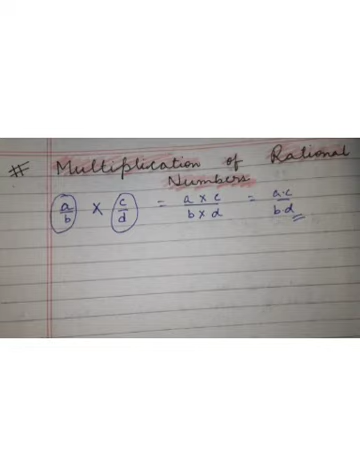 # Multiplication of Rational
Numbers
a/b × c/d = a × c / b × d = a·c / b·d